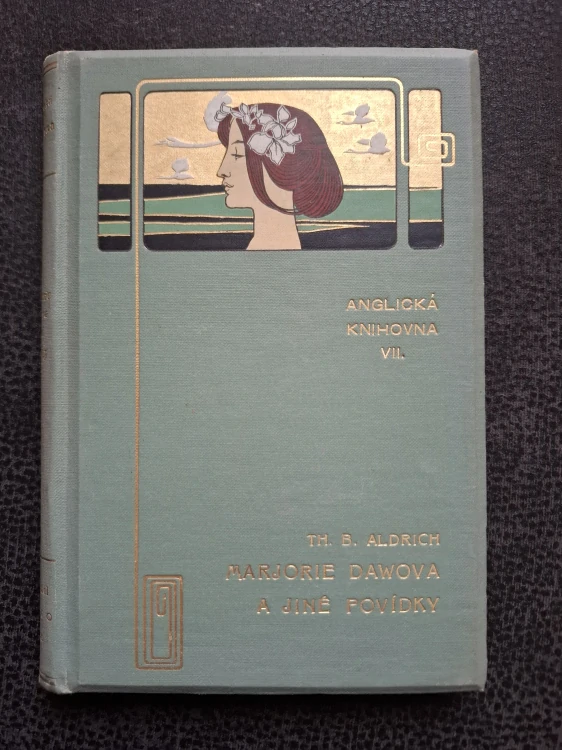 ANGLICKÁ
KNIHOVNA
VII.
TH. B. ALDRICH
MARJORIE DAWOVA
A JINÉ POVÍDKY